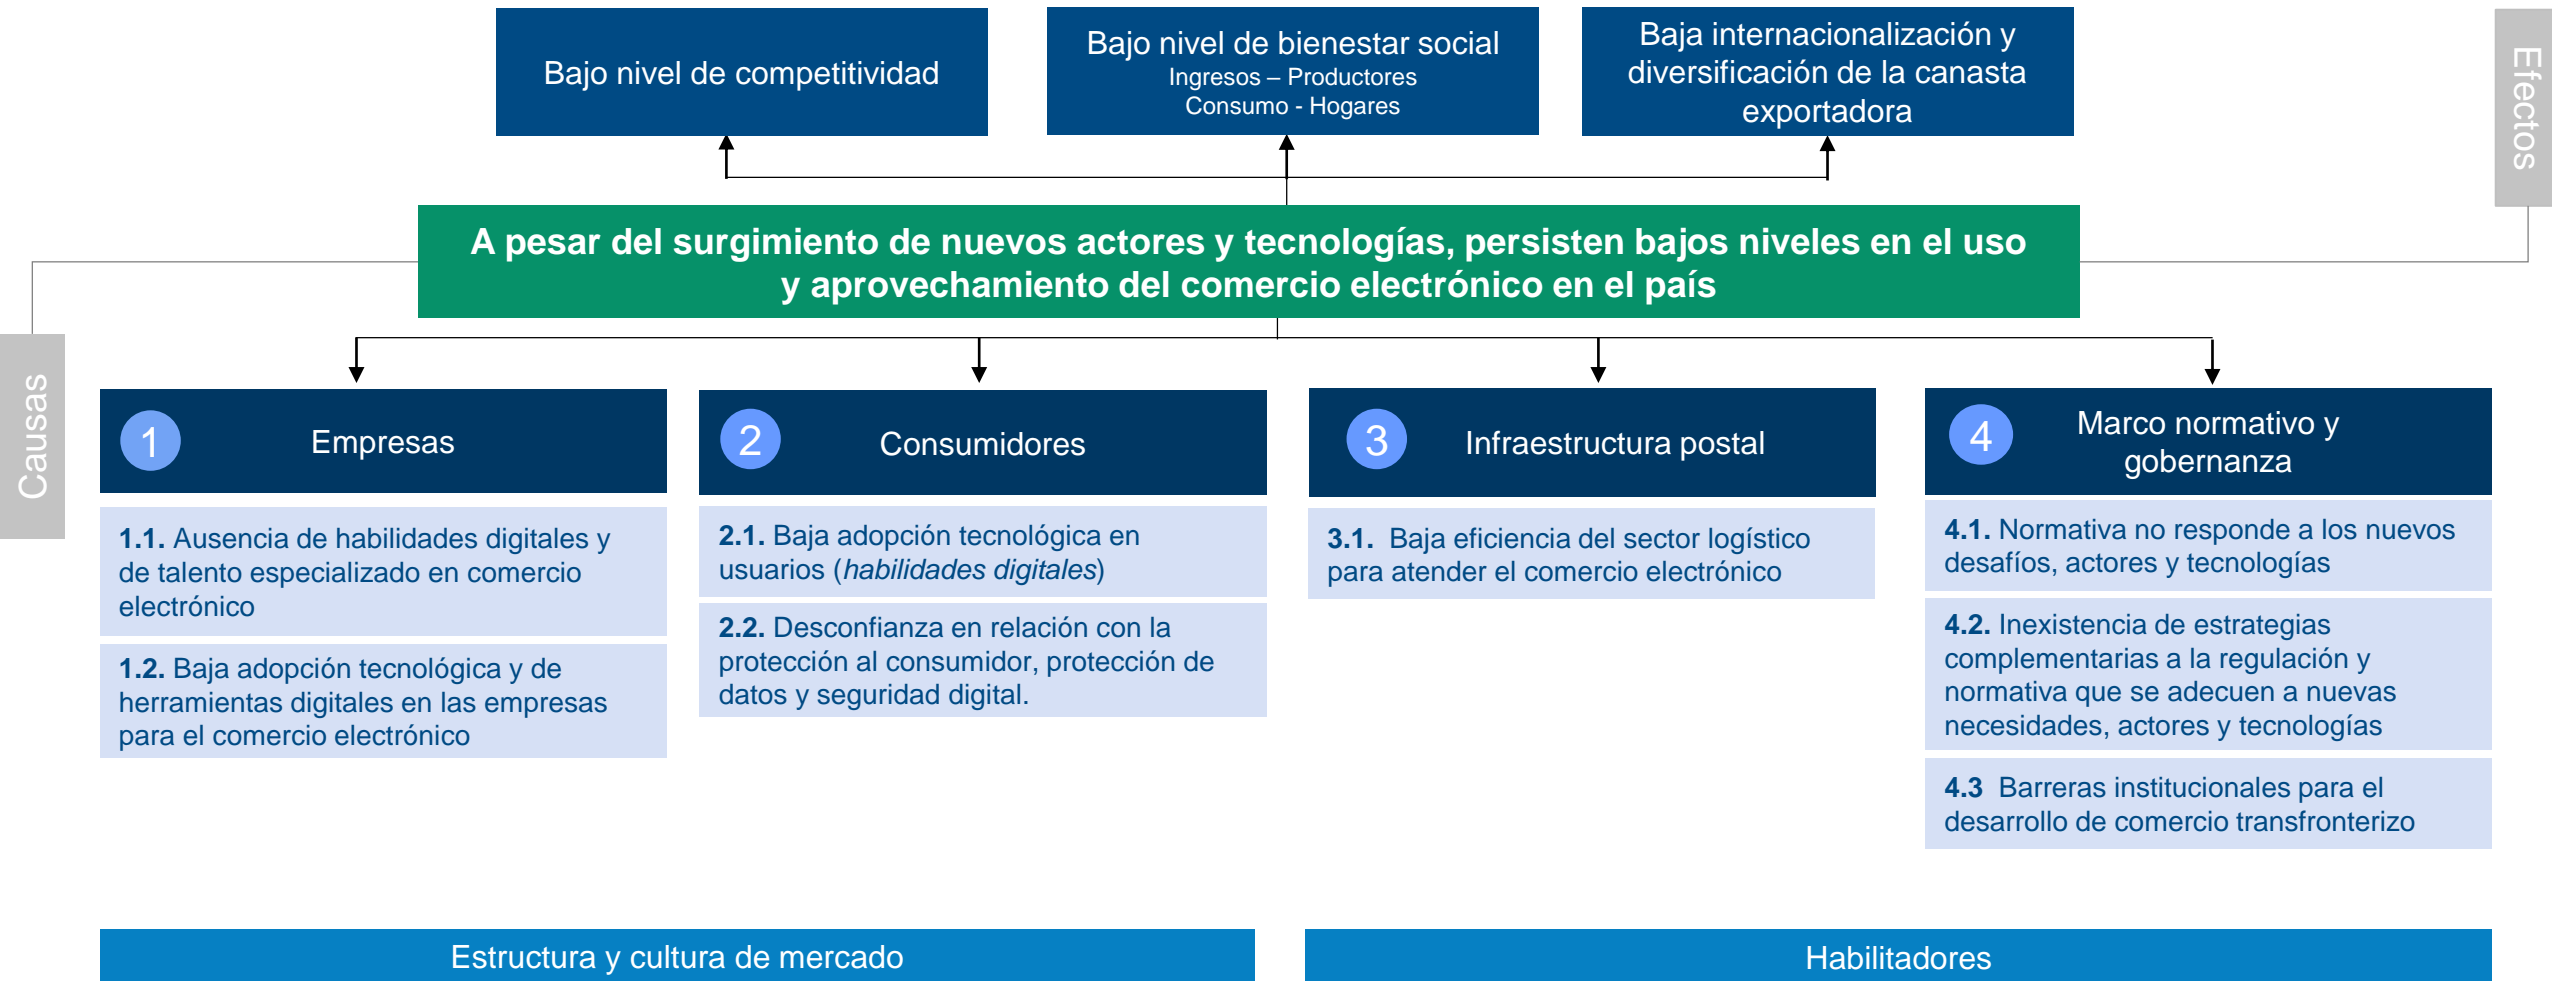 Bajo nivel de competitividad
Bajo nivel de bienestar social
Ingresos – Productores
Consumo - Hogares
Baja internacionalización y
diversificación de la canasta
exportadora
Efectos
A pesar del surgimiento de nuevos actores y tecnologías, persisten bajos niveles en el uso
y aprovechamiento del comercio electrónico en el país
Causas
1
Empresas
1.1. Ausencia de habilidades digitales y
de talento especializado en comercio
electrónico
1.2. Baja adopción tecnológica y de
herramientas digitales en las empresas
para el comercio electrónico
2
Consumidores
2.1. Baja adopción tecnológica en
usuarios (habilidades digitales)
2.2. Desconfianza en relación con la
protección al consumidor, protección de
datos y seguridad digital.
3
Infraestructura postal
3.1. Baja eficiencia del sector logístico
para atender el comercio electrónico
4
Marco normativo y
gobernanza
4.1. Normativa no responde a los nuevos
desafíos, actores y tecnologías
4.2. Inexistencia de estrategias
complementarias a la regulación y
normativa que se adecuen a nuevas
necesidades, actores y tecnologías
4.3 Barreras institucionales para el
desarrollo de comercio transfronterizo
Estructura y cultura de mercado
Habilitadores